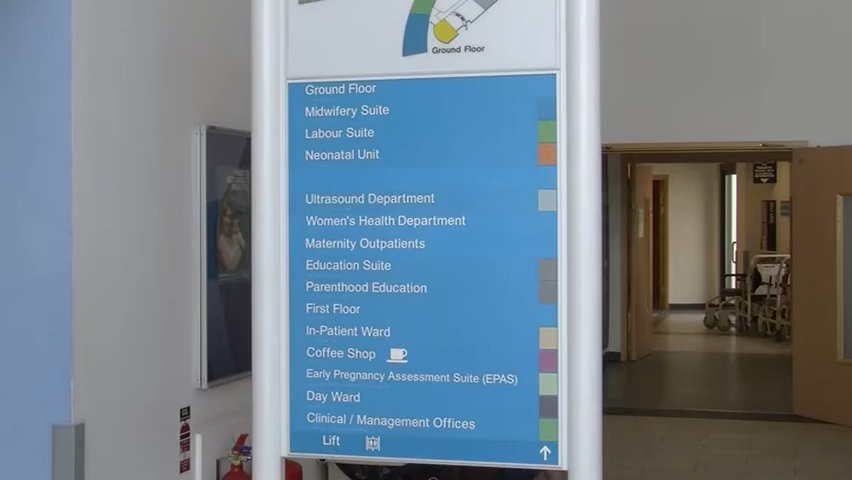 Ground Floor
Ground Floor
Midwifery Suite
Labour Suite
Neonatal Unit
Ultrasound Department
Women's Health Department
Maternity Outpatients
Education Suite
Parenthood Education
First Floor
In-Patient Ward
Coffee Shop
Early Pregnancy Assessment Suite (EPAS)
Day Ward
Clinical / Management Offices
Lift